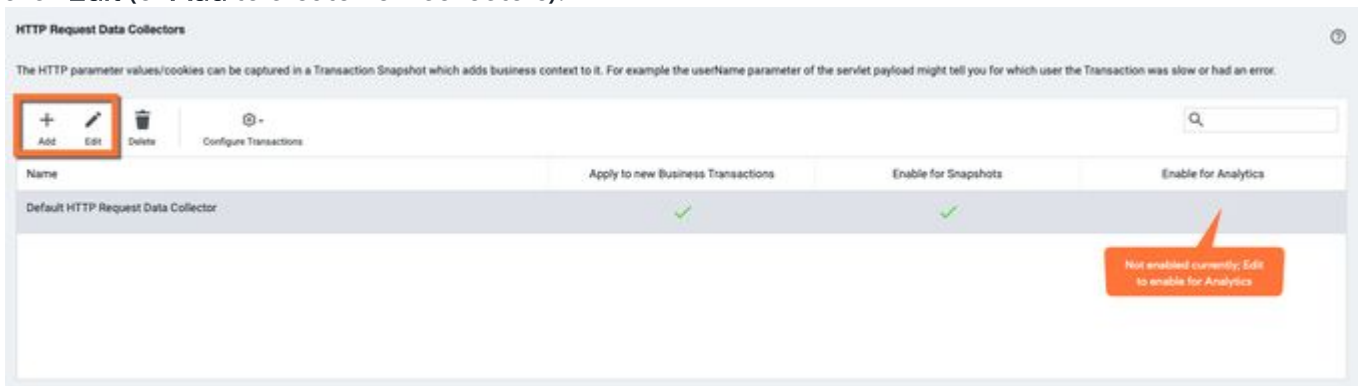 HTTP Request Data Collectors
The HTTP parameter values/cookies can be captured in a Transaction Snapshot which adds business context to it. For example the userName parameter of the servlet payload might tell you for which user the Transaction was slow or had an error.
Add Edit Delete Configure Transactions
Name Apply to new Business Transactions Enable for Snapshots Enable for Analytics
Default HTTP Request Data Collector
Not enabled currently; Edit
to enable for Analytics